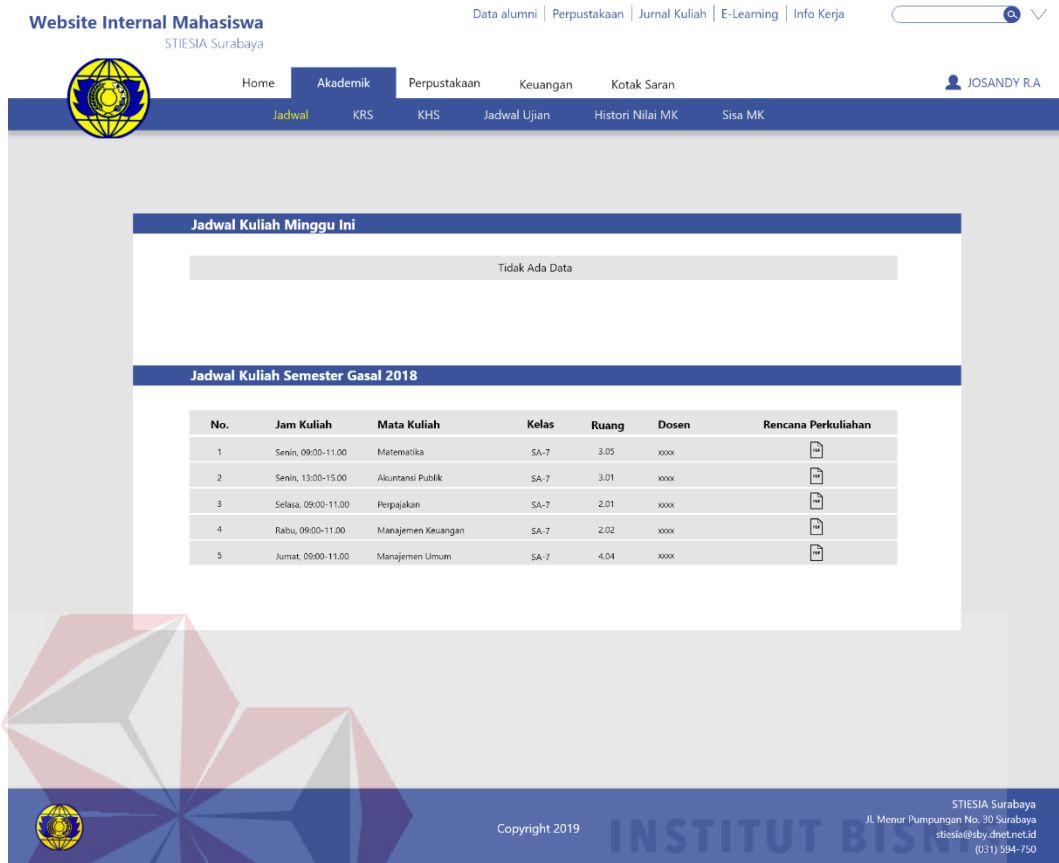 Website Internal Mahasiswa
STIESIA Surabaya
Data alumni | Perpustakaan | Jurnal Kuliah | E-Learning | Info Kerja
Home Akademik Perpustakaan Keuangan Kotak Saran JOSANDY R.A
Jadwal KRS KHS Jadwal Ujian Histori Nilai MK Sisa MK
Jadwal Kuliah Minggu Ini
Tidak Ada Data
Jadwal Kuliah Semester Gasal 2018
No. Jam Kuliah Mata Kuliah Kelas Ruang Dosen Rencana Perkuliahan
1 Senin, 09:00-11.00 Matematika SA-7 3.05 xxxx PDF
2 Senin, 13:00-15.00 Akuntansi Publik SA-7 3.01 xxxx PDF
3 Selasa, 09:00-11.00 Perpajakan SA-7 2.01 xxxx PDF
4 Rabu, 09:00-11.00 Manajemen Keuangan SA-7 2.02 xxxx PDF
5 Jumat, 09:00-11.00 Manajemen Umum SA-7 4.04 xxxx PDF
Copyright 2019
INSTITUT BISNIS
STIESIA Surabaya
Jl. Menur Pumpungan No. 30 Surabaya
stiesia@sby.dnet.net.id
(031) 594-750